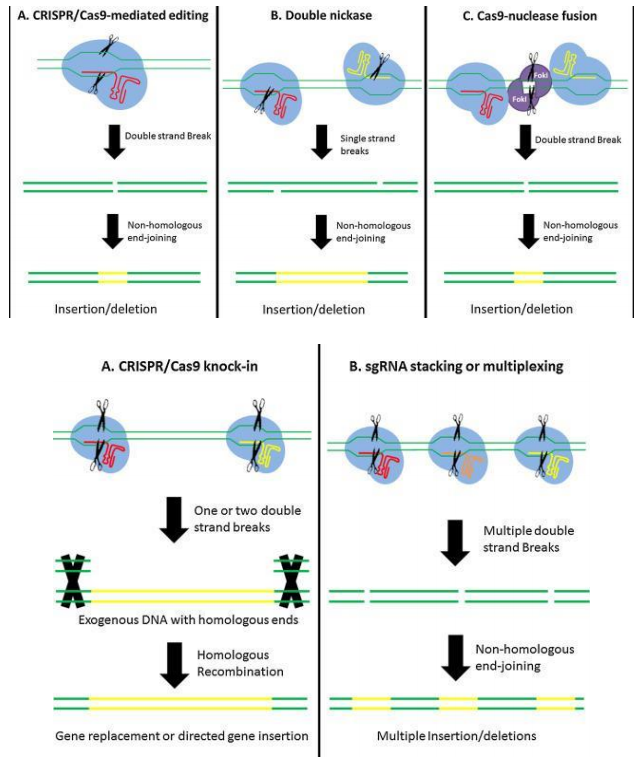 A. CRISPR/Cas9-mediated editing
Double strand Break
Non-homologous
end-joining
Insertion/deletion
B. Double nickase
Single strand
breaks
Non-homologous
end-joining
Insertion/deletion
C. Cas9-nuclease fusion
FokI
FokI
Double strand Break
Non-homologous
end-joining
Insertion/deletion
A. CRISPR/Cas9 knock-in
One or two double
strand breaks
Exogenous DNA with homologous ends
Homologous
Recombination
Gene replacement or directed gene insertion
B. sgRNA stacking or multiplexing
Multiple double
strand Breaks
Non-homologous
end-joining
Multiple Insertion/deletions